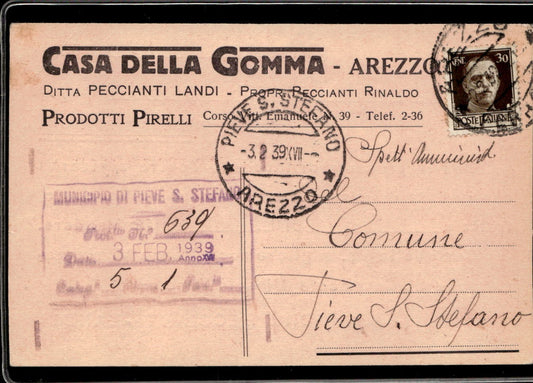 CASA DELLA GOMMA - AREZZO
DITTA PECCIANTI LANDI - PROPR. PECCIANTI RINALDO
PRODOTTI PIRELLI Corso Vitt. Emanuele N. 39 - Telef. 2-36
30
POSTE ITALIANE
PIEVE S. STEFANO
-3.2 39 XVII--
★ AREZZO ★
Spett. 
MUNICIPIO DI PIEVE S. STEFANO
639
3 FEB. 1939
Anno XVII
5 1
Comune
Pieve S. Stefano